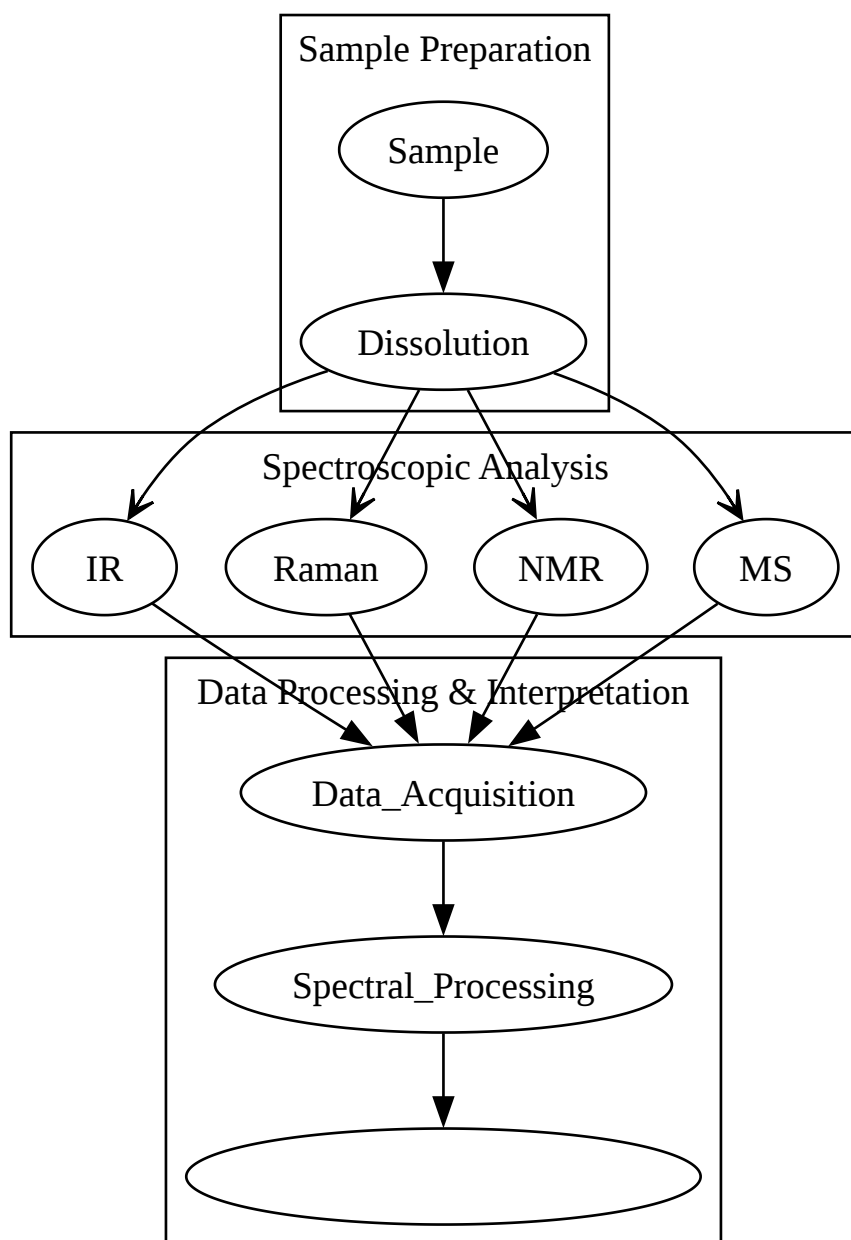 Sample Preparation
Sample
Dissolution
Spectroscopic Analysis
IR
Raman
NMR
MS
Data Processing & Interpretation
Data_Acquisition
Spectral_Processing